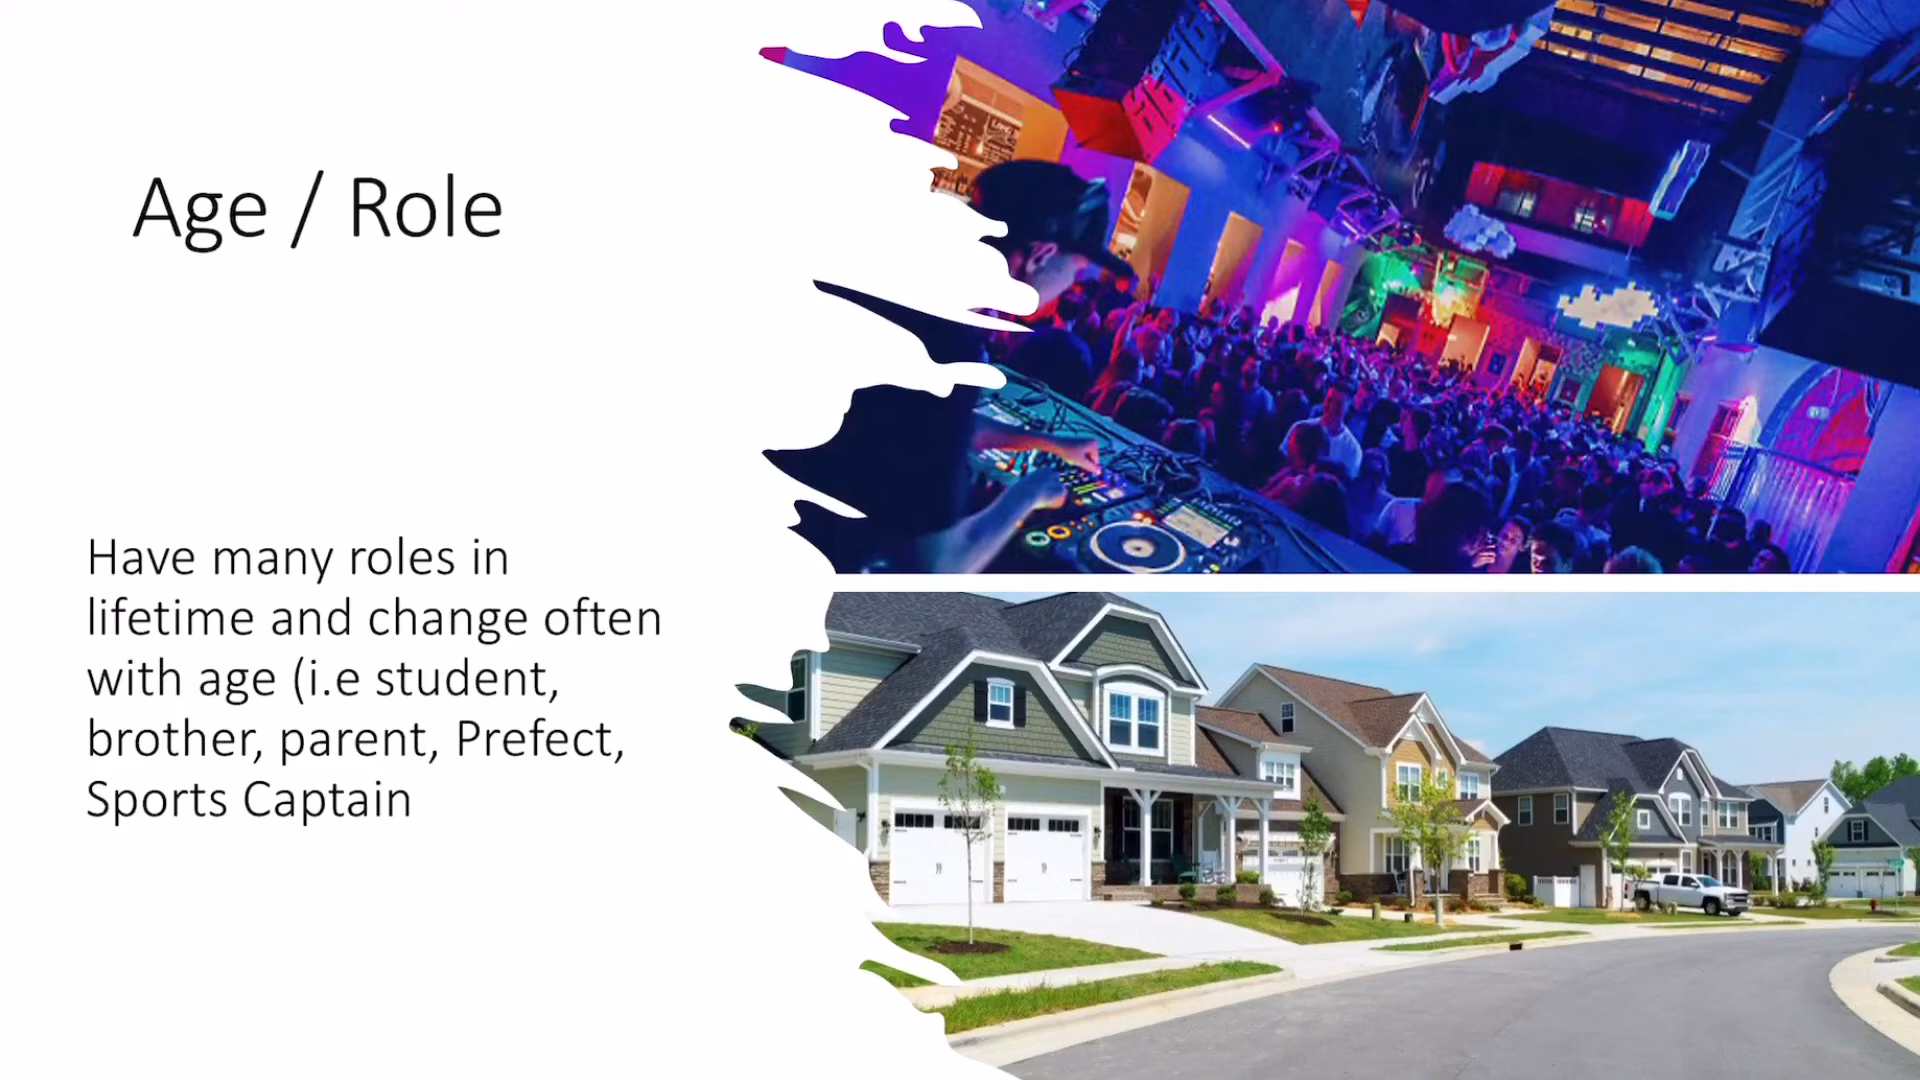 Age / Role
Have many roles in
lifetime and change often
with age (i.e student,
brother, parent, Prefect,
Sports Captain